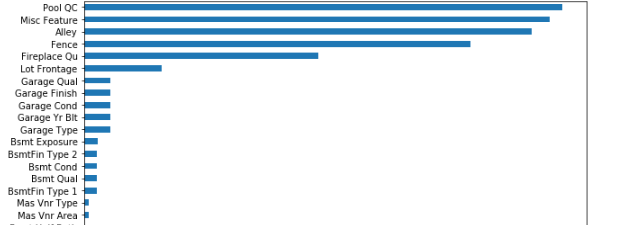 Pool QC
Misc Feature
Alley
Fence
Fireplace Qu
Lot Frontage
Garage Qual
Garage Finish
Garage Cond
Garage Yr Blt
Garage Type
Bsmt Exposure
BsmtFin Type 2
Bsmt Cond
Bsmt Qual
BsmtFin Type 1
Mas Vnr Type
Mas Vnr Area